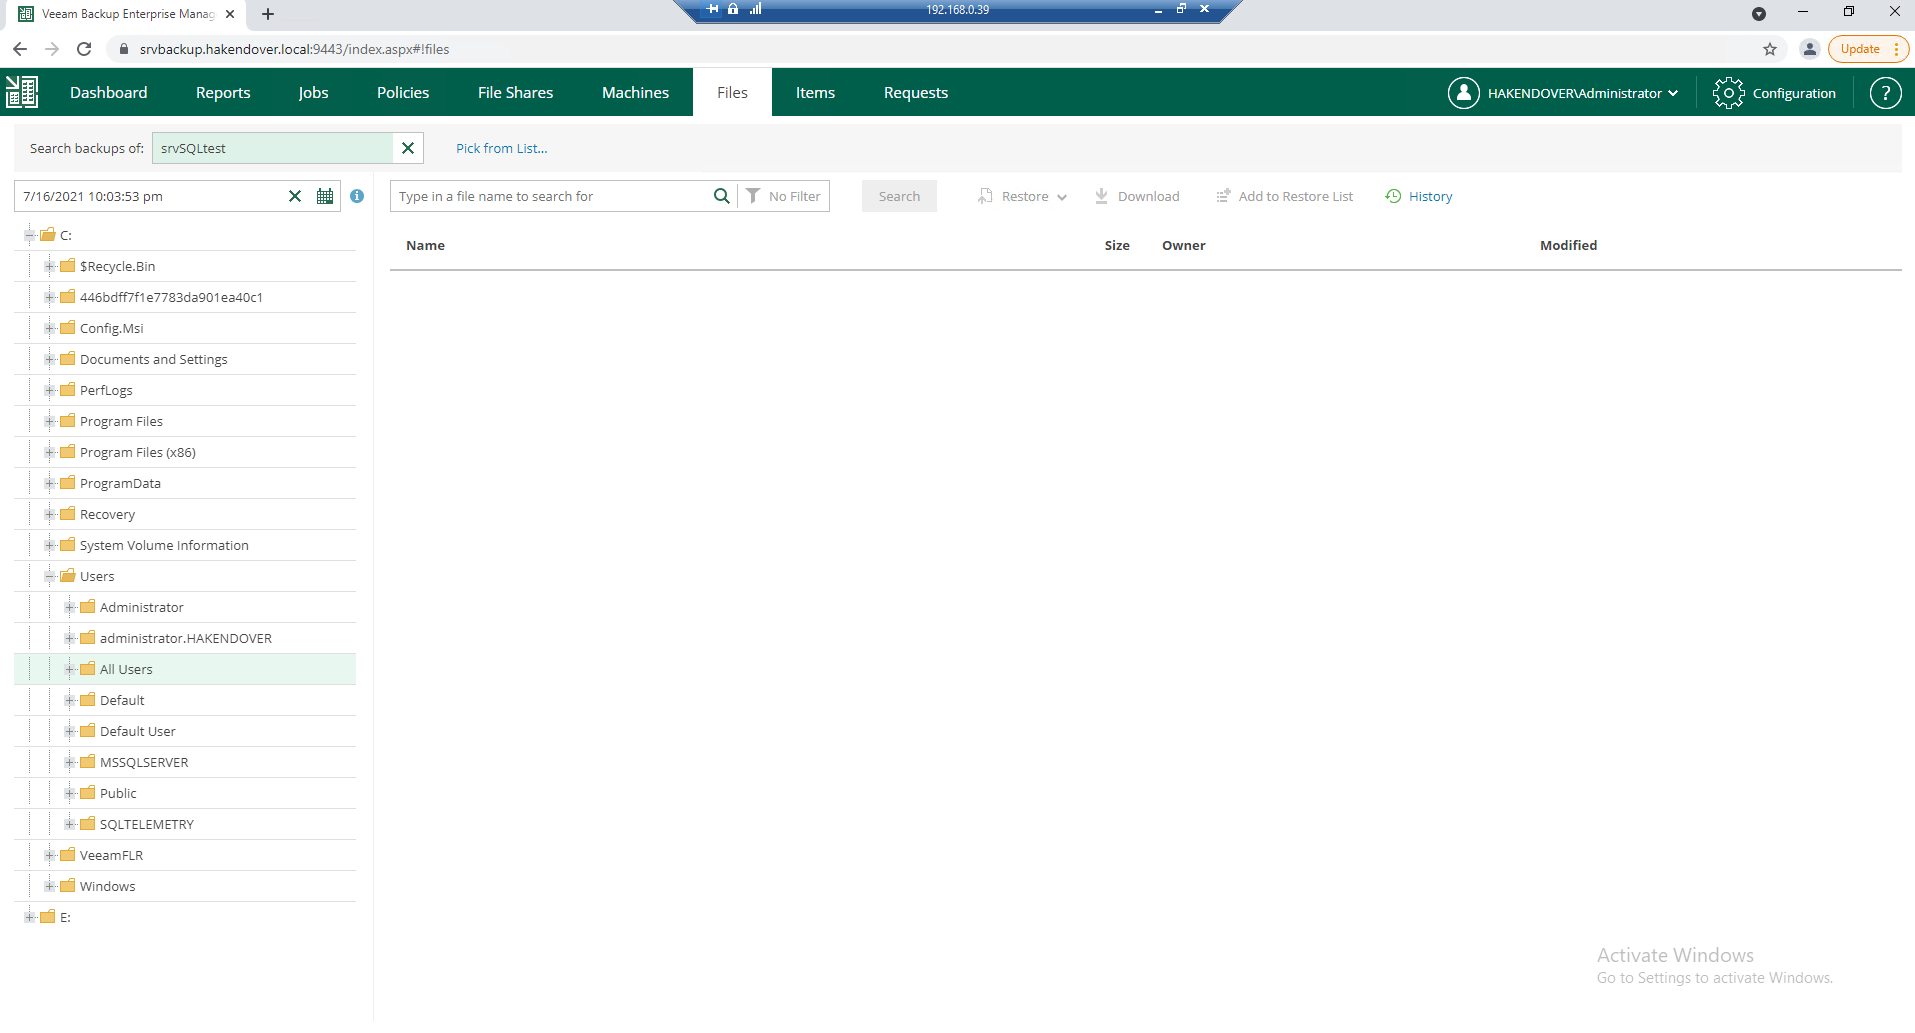 Veeam Backup Enterprise Manag
192.168.0.39
srvbackup.hakendover.local:9443/index.aspx#!files
Update
Dashboard Reports Jobs Policies File Shares Machines Files Items Requests HAKENDOVER\Administrator Configuration ?
Search backups of: srvSQLtest Pick from List...
7/16/2021 10:03:53 pm
Type in a file name to search for No Filter Search Restore Download Add to Restore List History
Name Size Owner Modified
C:
$Recycle.Bin
446bdff7f1e7783da901ea40c1
Config.Msi
Documents and Settings
PerfLogs
Program Files
Program Files (x86)
ProgramData
Recovery
System Volume Information
Users
Administrator
administrator.HAKENDOVER
All Users
Default
Default User
MSSQLSERVER
Public
SQLTELEMETRY
VeeamFLR
Windows
E:
Activate Windows
Go to Settings to activate Windows.